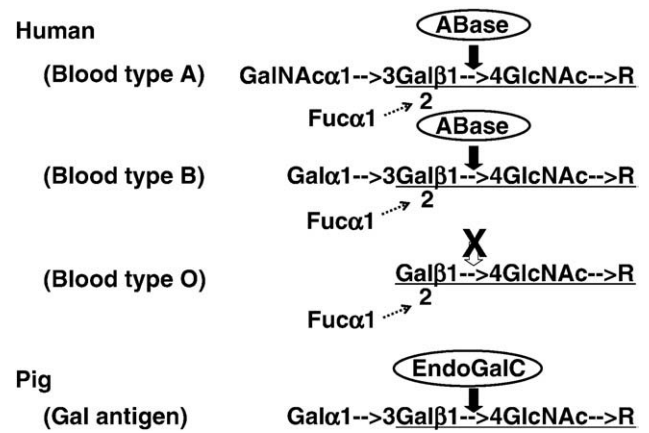 Human
ABase
(Blood type A) GalNAcα1-->3Galβ1-->4GlcNAc-->R
2
Fucα1
ABase
(Blood type B) Galα1-->3Galβ1-->4GlcNAc-->R
2
Fucα1
X
(Blood type O) Galβ1-->4GlcNAc-->R
2
Fucα1
Pig
EndoGalC
(Gal antigen) Galα1-->3Galβ1-->4GlcNAc-->R